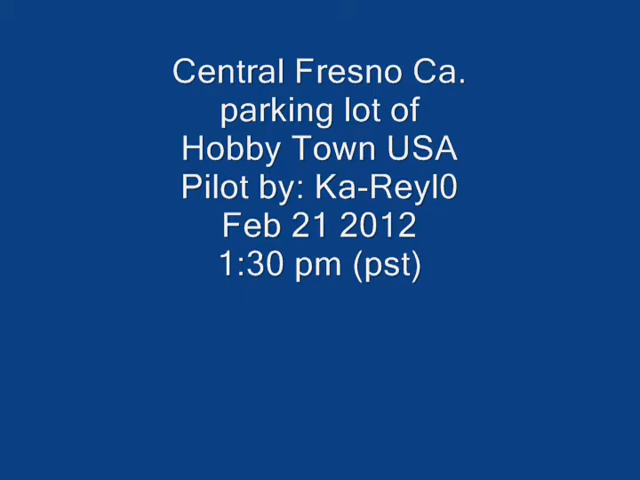 Central Fresno Ca.
parking lot of
Hobby Town USA
Pilot by: Ka-Reyl0
Feb 21 2012
1:30 pm (pst)